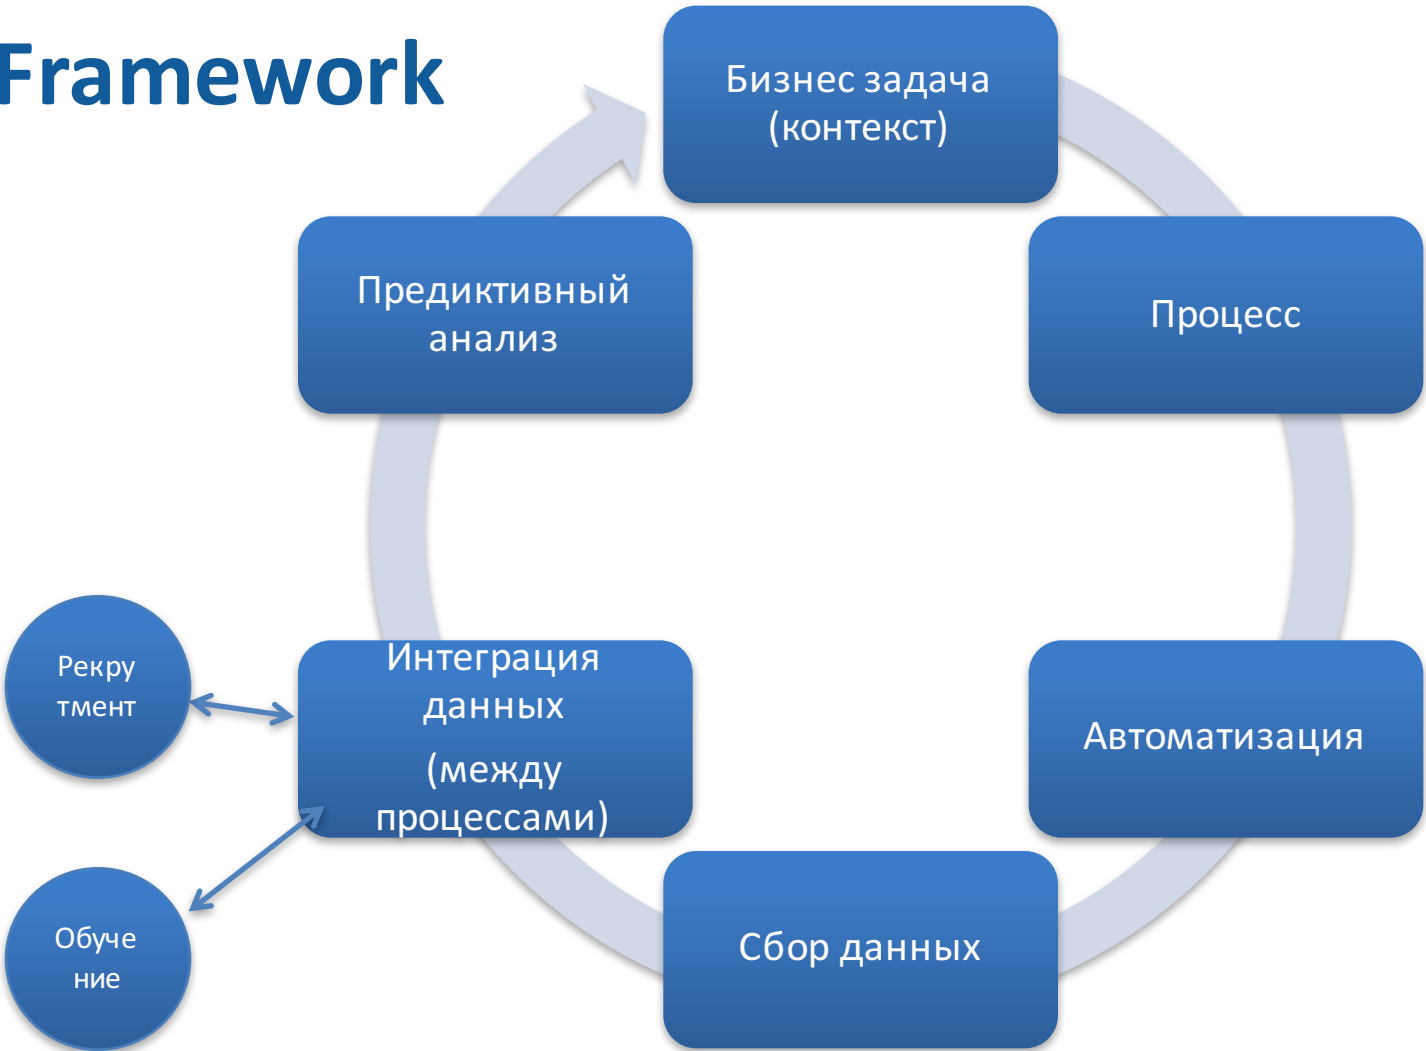 Framework
Бизнес задача
(контекст)
Предиктивный
анализ
Процесс
Интеграция
данных
(между
процессами)
Автоматизация
Рекру
тмент
Обуче
ние
Сбор данных